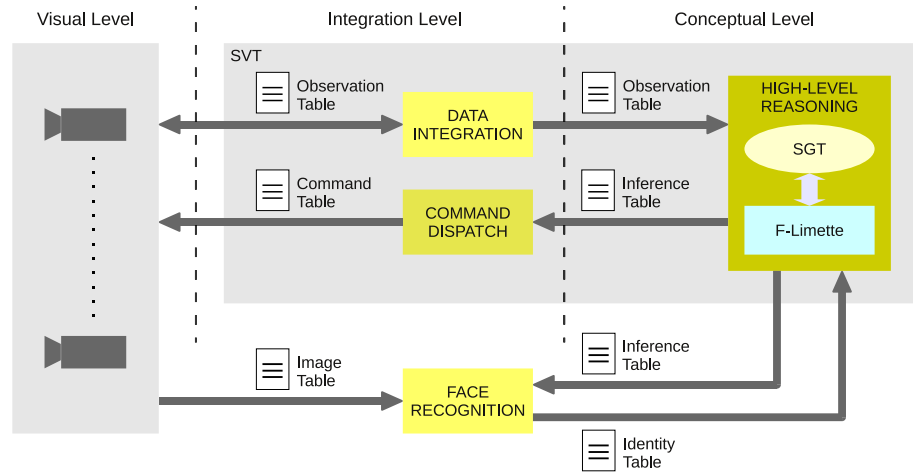 Visual Level
Integration Level
Conceptual Level
SVT
Observation
Table
DATA
INTEGRATION
Observation
Table
HIGH-LEVEL
REASONING
SGT
Command
Table
COMMAND
DISPATCH
Inference
Table
F-Limette
Image
Table
FACE
RECOGNITION
Inference
Table
Identity
Table